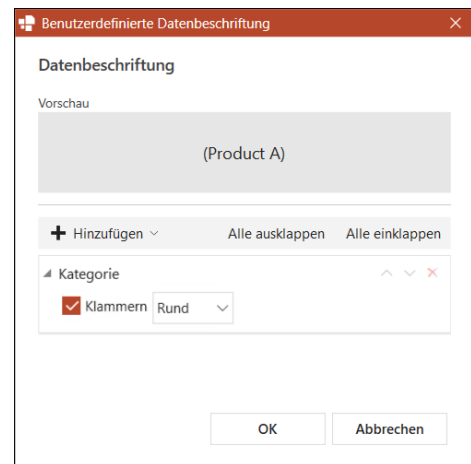 Benutzerdefinierte Datenbeschriftung
Datenbeschriftung
Vorschau
(Product A)
Hinzufügen Alle ausklappen Alle einklappen
Kategorie
Klammern Rund
OK Abbrechen